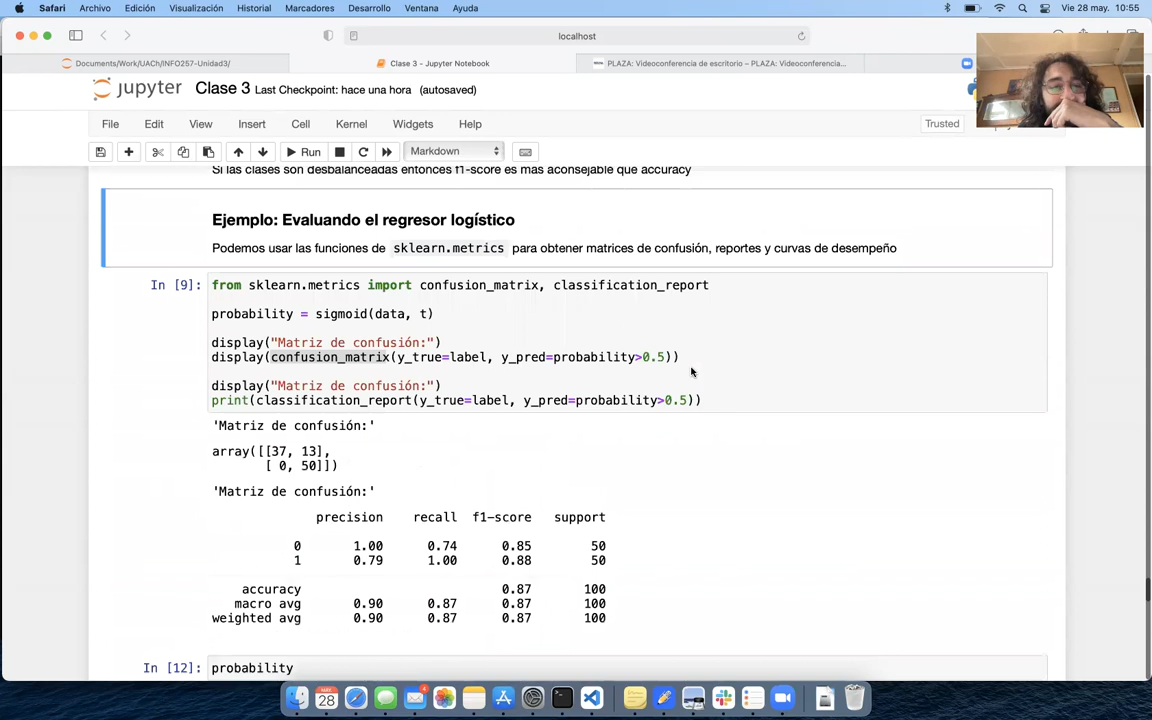 Safari Archivo Edición Visualización Historial Marcadores Desarrollo Ventana Ayuda
Vie 28 may. 10:55
localhost
Documents/Work/UACh/INFO257-Unidad3/
Clase 3 - Jupyter Notebook
PLAZA: Videoconferencia de escritorio – PLAZA: Videoconferencia...
jupyter Clase 3 Last Checkpoint: hace una hora (autosaved)
File Edit View Insert Cell Kernel Widgets Help
Trusted
Run
Markdown
Si las clases son desbalanceadas entonces f1-score es más aconsejable que accuracy
Ejemplo: Evaluando el regresor logístico
Podemos usar las funciones de sklearn.metrics para obtener matrices de confusión, reportes y curvas de desempeño
In [9]: from sklearn.metrics import confusion_matrix, classification_report
probability = sigmoid(data, t)
display("Matriz de confusión:")
display(confusion_matrix(y_true=label, y_pred=probability>0.5))
display("Matriz de confusión:")
print(classification_report(y_true=label, y_pred=probability>0.5))
'Matriz de confusión:'
array([[37, 13],
[ 0, 50]])
'Matriz de confusión:'
precision recall f1-score support
0 1.00 0.74 0.85 50
1 0.79 1.00 0.88 50
accuracy 0.87 100
macro avg 0.90 0.87 0.87 100
weighted avg 0.90 0.87 0.87 100
In [12]: probability